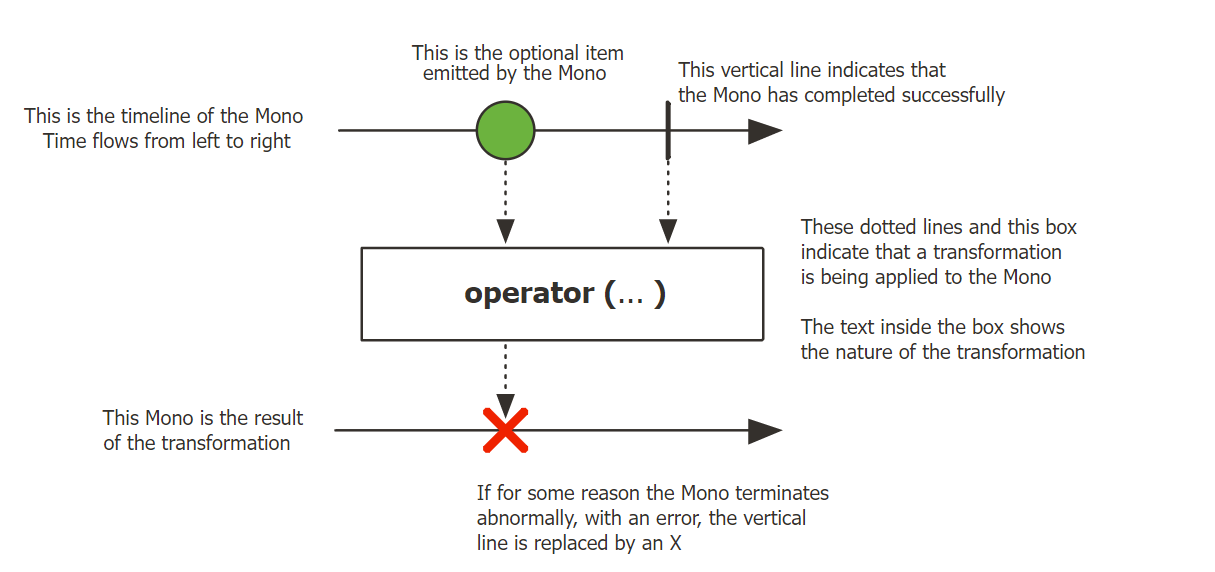 This is the optional item
emitted by the Mono
This vertical line indicates that
the Mono has completed successfully
This is the timeline of the Mono
Time flows from left to right
These dotted lines and this box
indicate that a transformation
is being applied to the Mono
operator (... )
The text inside the box shows
the nature of the transformation
This Mono is the result
of the transformation
If for some reason the Mono terminates
abnormally, with an error, the vertical
line is replaced by an X